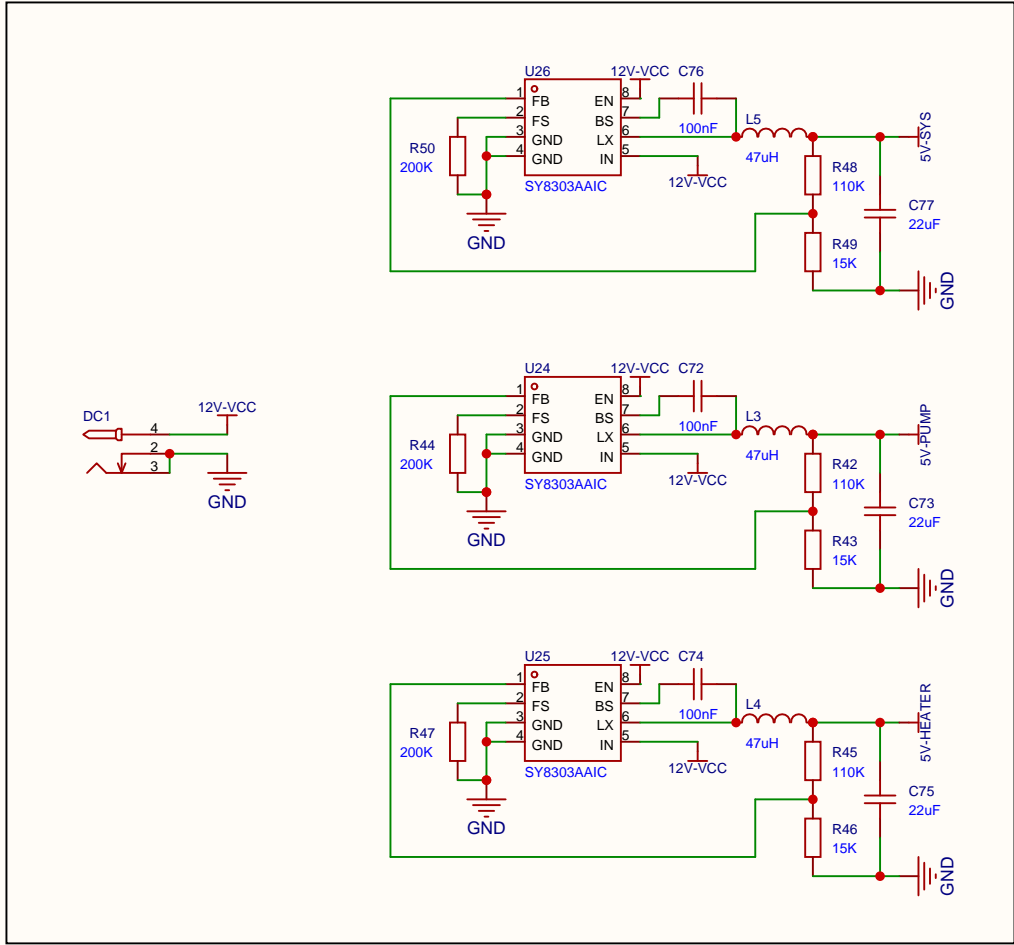 U26
12V-VCC C76
1 FB EN 8
2 FS BS 7
3 GND LX 6
4 GND IN 5
SY8303AAIC
R50
200K
GND
100nF
12V-VCC
L5
47uH
5V-SYS
R48
110K
C77
22uF
R49
15K
GND
DC1
12V-VCC
4
2
3
GND
U24
12V-VCC C72
1 FB EN 8
2 FS BS 7
3 GND LX 6
4 GND IN 5
SY8303AAIC
R44
200K
GND
100nF
12V-VCC
L3
47uH
5V-PUMP
R42
110K
C73
22uF
R43
15K
GND
U25
12V-VCC C74
1 FB EN 8
2 FS BS 7
3 GND LX 6
4 GND IN 5
SY8303AAIC
R47
200K
GND
100nF
12V-VCC
L4
47uH
5V-HEATER
R45
110K
C75
22uF
R46
15K
GND